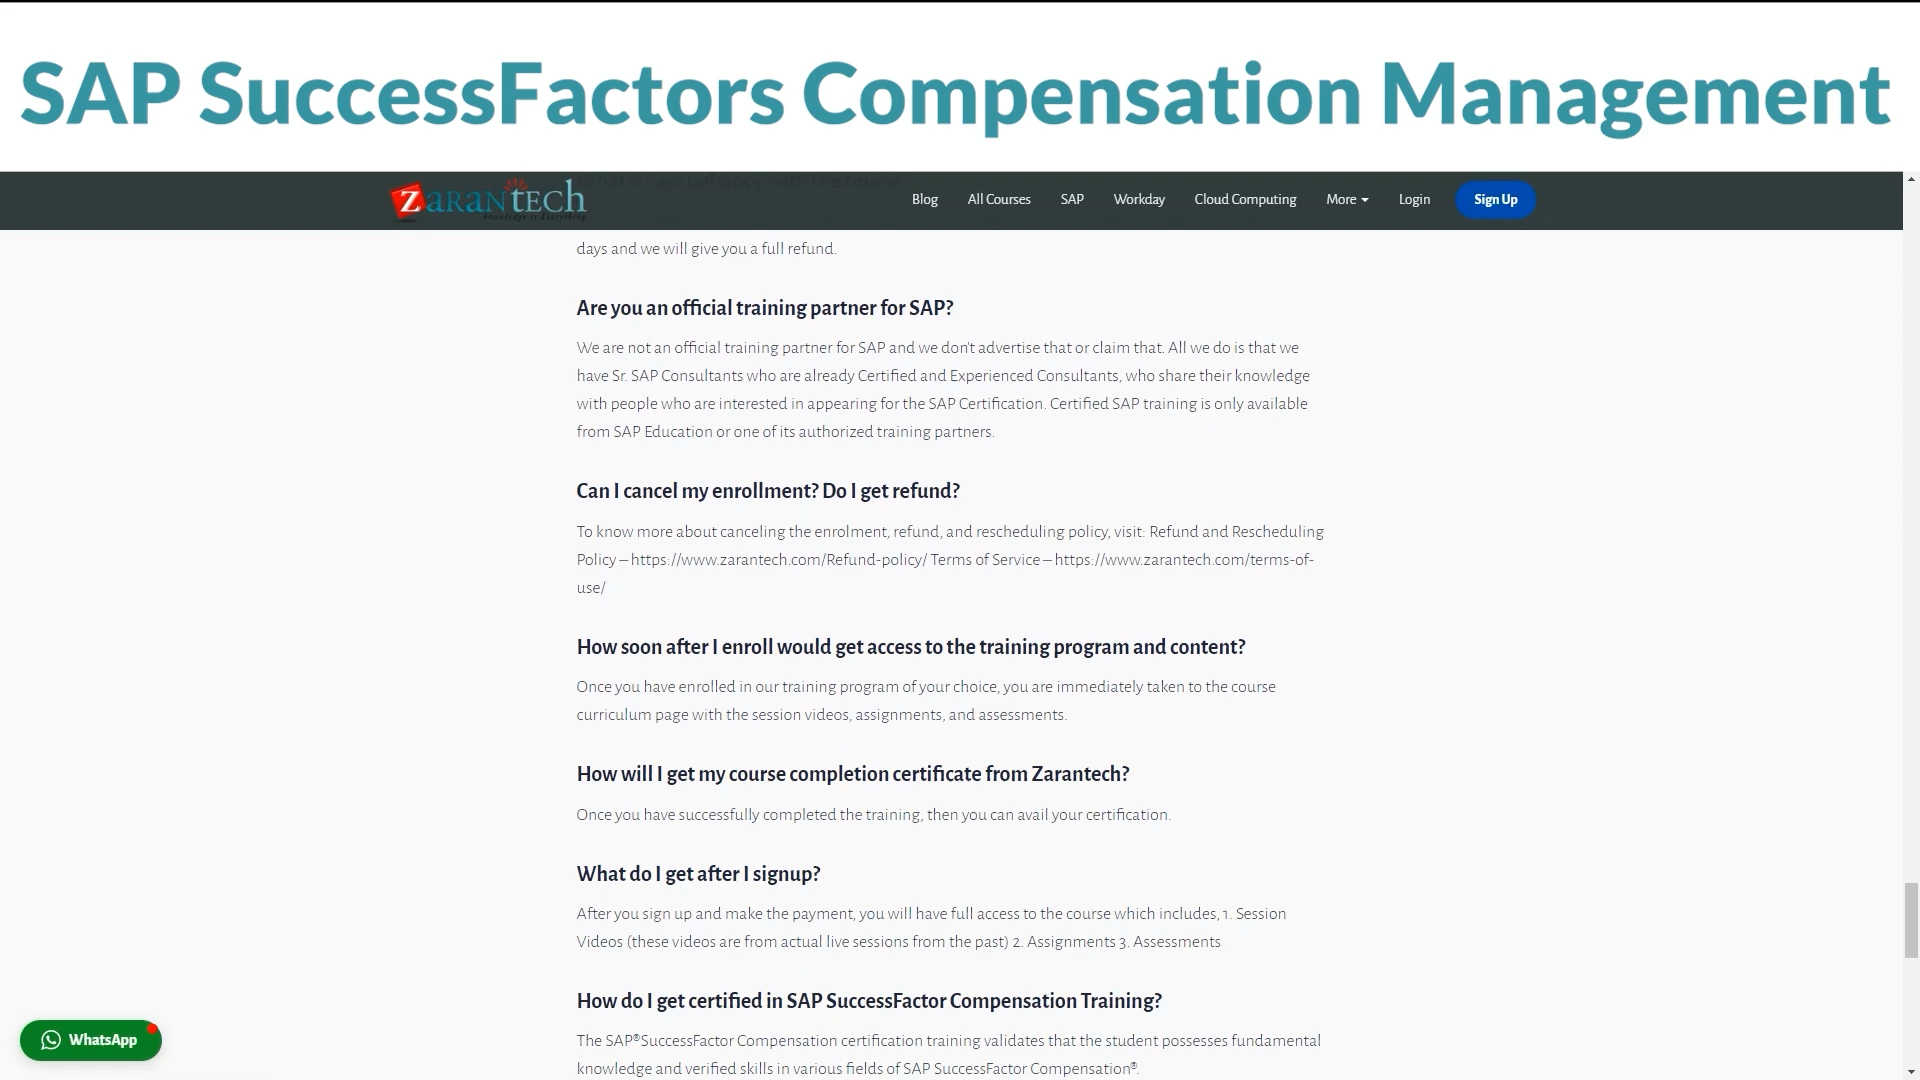 SAP SuccessFactors Compensation Management
ZARANTECH
Blog All Courses SAP Workday Cloud Computing More Login Sign Up
days and we will give you a full refund.
Are you an official training partner for SAP?
We are not an official training partner for SAP and we don't advertise that or claim that. All we do is that we
have Sr. SAP Consultants who are already Certified and Experienced Consultants, who share their knowledge
with people who are interested in appearing for the SAP Certification. Certified SAP training is only available
from SAP Education or one of its authorized training partners.
Can I cancel my enrollment? Do I get refund?
To know more about canceling the enrolment, refund, and rescheduling policy, visit: Refund and Rescheduling
Policy – https://www.zarantech.com/Refund-policy/ Terms of Service – https://www.zarantech.com/terms-of-
use/
How soon after I enroll would get access to the training program and content?
Once you have enrolled in our training program of your choice, you are immediately taken to the course
curriculum page with the session videos, assignments, and assessments.
How will I get my course completion certificate from Zarantech?
Once you have successfully completed the training, then you can avail your certification.
What do I get after I signup?
After you sign up and make the payment, you will have full access to the course which includes, 1. Session
Videos (these videos are from actual live sessions from the past) 2. Assignments 3. Assessments
How do I get certified in SAP SuccessFactor Compensation Training?
The SAP®SuccessFactor Compensation certification training validates that the student possesses fundamental
knowledge and verified skills in various fields of SAP SuccessFactor Compensation®.
WhatsApp